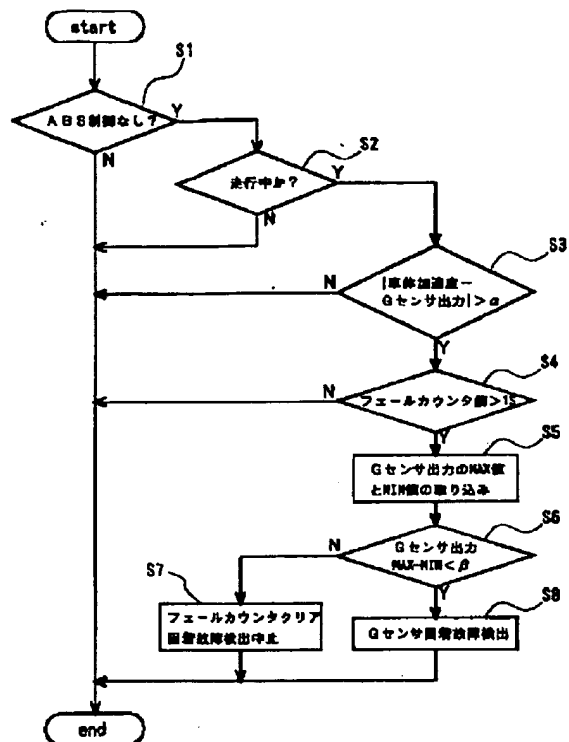 start
S1
ABS制御なし?
Y
N
S2
走行中か?
Y
N
S3
|車体加速度ー
Gセンサ出力|>α
N
Y
S4
フェールカウンタ値>1S
N
Y
S5
Gセンサ出力のMAX値
とMIN値の取り込み
S6
Gセンサ出力
MAX-MIN<β
N
Y
S7
フェールカウンタクリア
固着故障検出中止
S8
Gセンサ固着故障検出
end